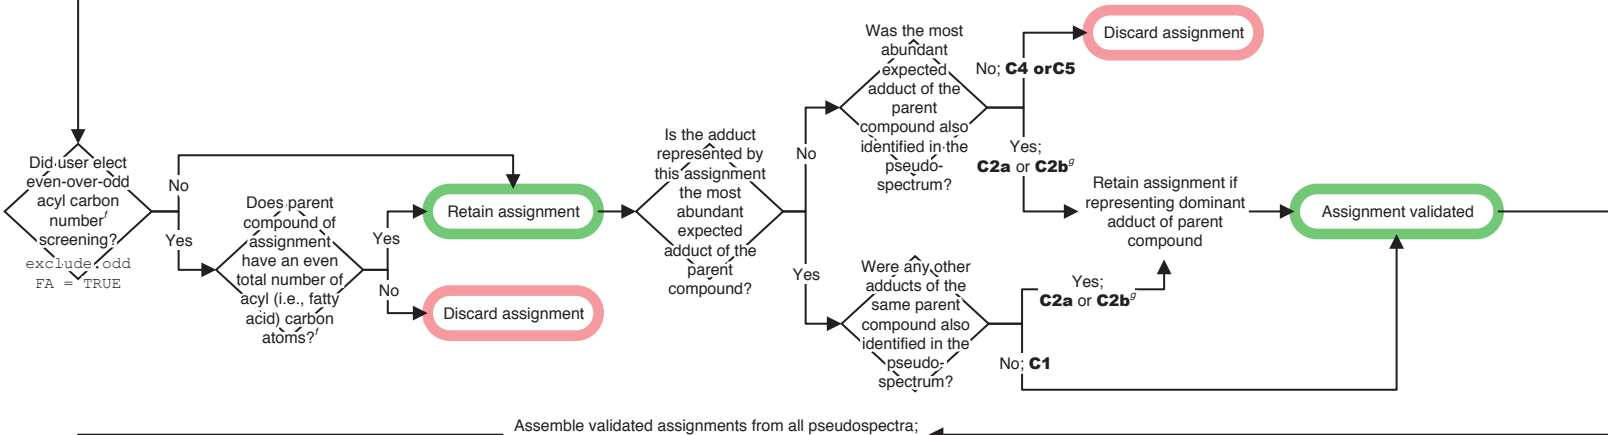 Did user elect
even-over-odd
acyl carbon
numberf
screening?
exclude.odd
FA = TRUE
No
Yes
Does parent
compound of
assignment
have an even
total number of
acyl (i.e., fatty
acid) carbon
atoms?f
Yes
No
Retain assignment
Discard assignment
Is the adduct
represented by
this assignment
the most
abundant
expected
adduct of the
parent
compound?
No
Yes
Was the most
abundant
expected
adduct of the
parent
compound also
identified in the
pseudo-
spectrum?
No; C4 orC5
Discard assignment
Yes;
C2a or C2bg
Were any other
adducts of the
same parent
compound also
identified in the
pseudo-
spectrum?
Yes;
C2a or C2bg
No; C1
Retain assignment if
representing dominant
adduct of parent
compound
Assignment validated
Assemble validated assignments from all pseudospectra;